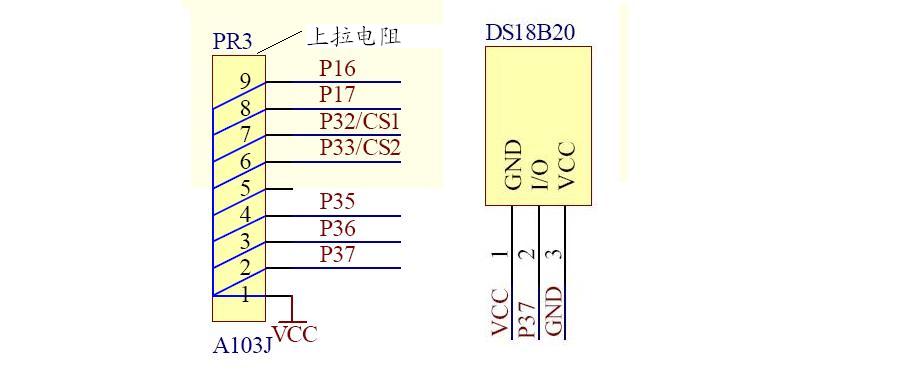 PR3
上拉电阻
9 P16
8 P17
7 P32/CS1
6 P33/CS2
5
4 P35
3 P36
2 P37
1
VCC
A103J
DS18B20
GND
I/O
VCC
1
2
3
VCC
P37
GND